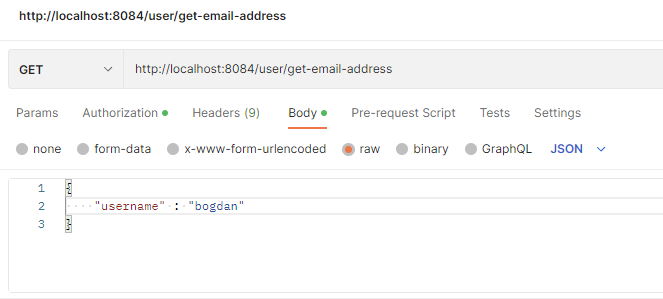 http://localhost:8084/user/get-email-address
GET http://localhost:8084/user/get-email-address
Params Authorization Headers (9) Body Pre-request Script Tests Settings
none form-data x-www-form-urlencoded raw binary GraphQL JSON
1 {
2 "username" : "bogdan"
3 }